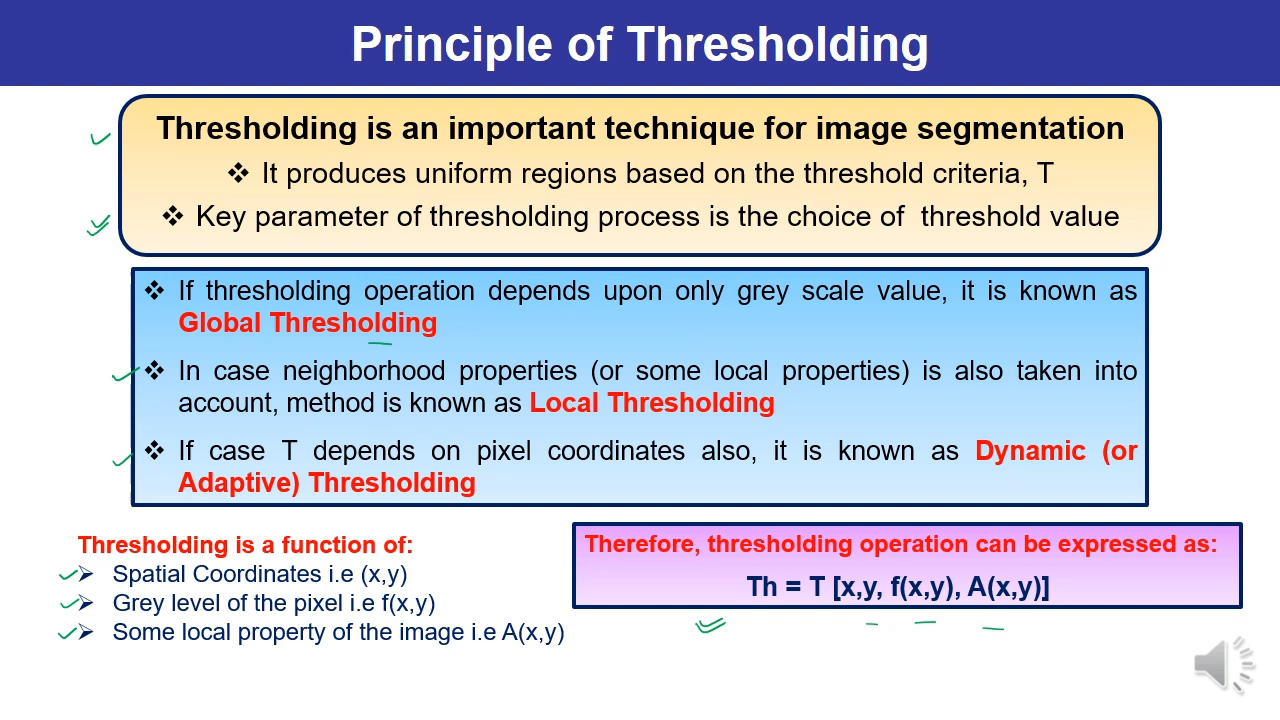 Principle of Thresholding
Thresholding is an important technique for image segmentation
❖ It produces uniform regions based on the threshold criteria, T
❖ Key parameter of thresholding process is the choice of threshold value
❖ If thresholding operation depends upon only grey scale value, it is known as
Global Thresholding
❖ In case neighborhood properties (or some local properties) is also taken into
account, method is known as Local Thresholding
❖ If case T depends on pixel coordinates also, it is known as Dynamic (or
Adaptive) Thresholding
Thresholding is a function of:
➢ Spatial Coordinates i.e (x,y)
➢ Grey level of the pixel i.e f(x,y)
➢ Some local property of the image i.e A(x,y)
Therefore, thresholding operation can be expressed as:
Th = T [x,y, f(x,y), A(x,y)]